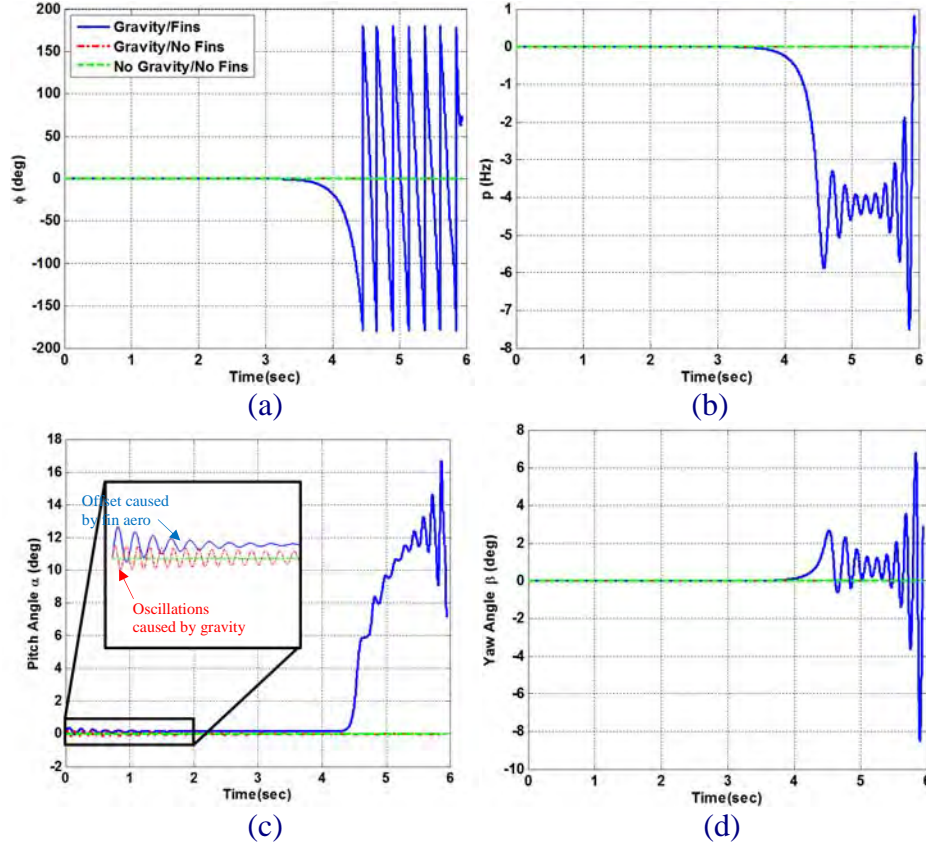 200
150
100
50
0
-50
-100
-150
-200
ϕ (deg)
Gravity/Fins
Gravity/No Fins
No Gravity/No Fins
0 1 2 3 4 5 6
Time(sec)
(a)
1
0
-1
-2
-3
-4
-5
-6
-7
-8
p (Hz)
0 1 2 3 4 5 6
Time(sec)
(b)
18
16
14
12
10
8
6
4
2
0
-2
Pitch Angle α (deg)
Offset caused
by fin aero
Oscillations
caused by gravity
0 1 2 3 4 5 6
Time(sec)
(c)
8
6
4
2
0
-2
-4
-6
-8
-10
Yaw Angle β (deg)
0 1 2 3 4 5 6
Time(sec)
(d)